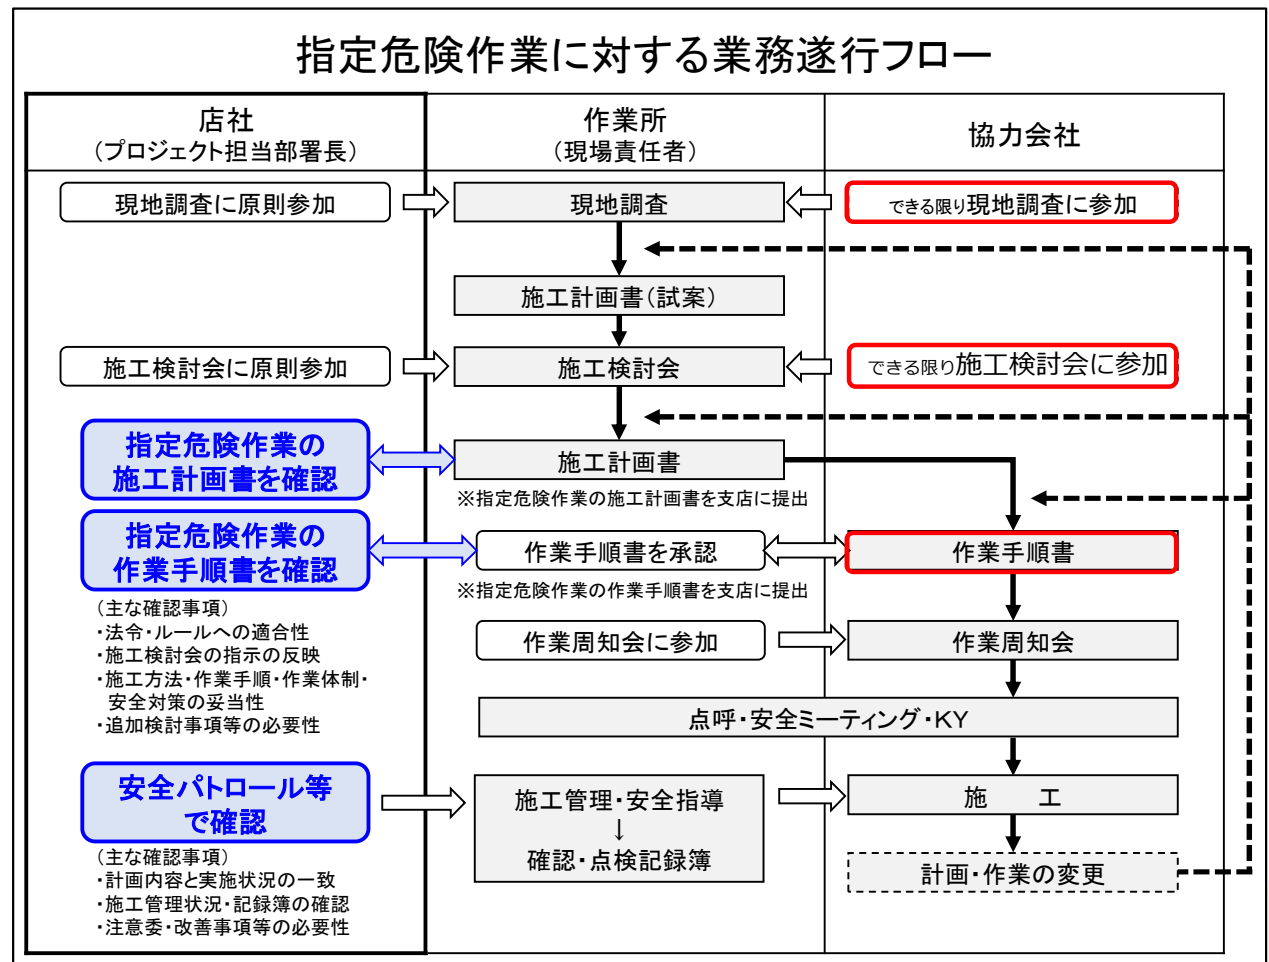 指定危険作業に対する業務遂行フロー
店社
（プロジェクト担当部署長）
作業所
（現場責任者）
協力会社
現地調査に原則参加
現地調査
できる限り現地調査に参加
施工計画書（試案）
施工検討会に原則参加
施工検討会
できる限り施工検討会に参加
指定危険作業の
施工計画書を確認
施工計画書
※指定危険作業の施工計画書を支店に提出
指定危険作業の
作業手順書を確認
作業手順書を承認
作業手順書
※指定危険作業の作業手順書を支店に提出
（主な確認事項）
・法令・ルールへの適合性
・施工検討会の指示の反映
・施工方法・作業手順・作業体制・
安全対策の妥当性
・追加検討事項等の必要性
作業周知会に参加
作業周知会
点呼・安全ミーティング・KY
安全パトロール等
で確認
施工管理・安全指導
↓
確認・点検記録簿
施　工
（主な確認事項）
・計画内容と実施状況の一致
・施工管理状況・記録簿の確認
・注意委・改善事項等の必要性
計画・作業の変更